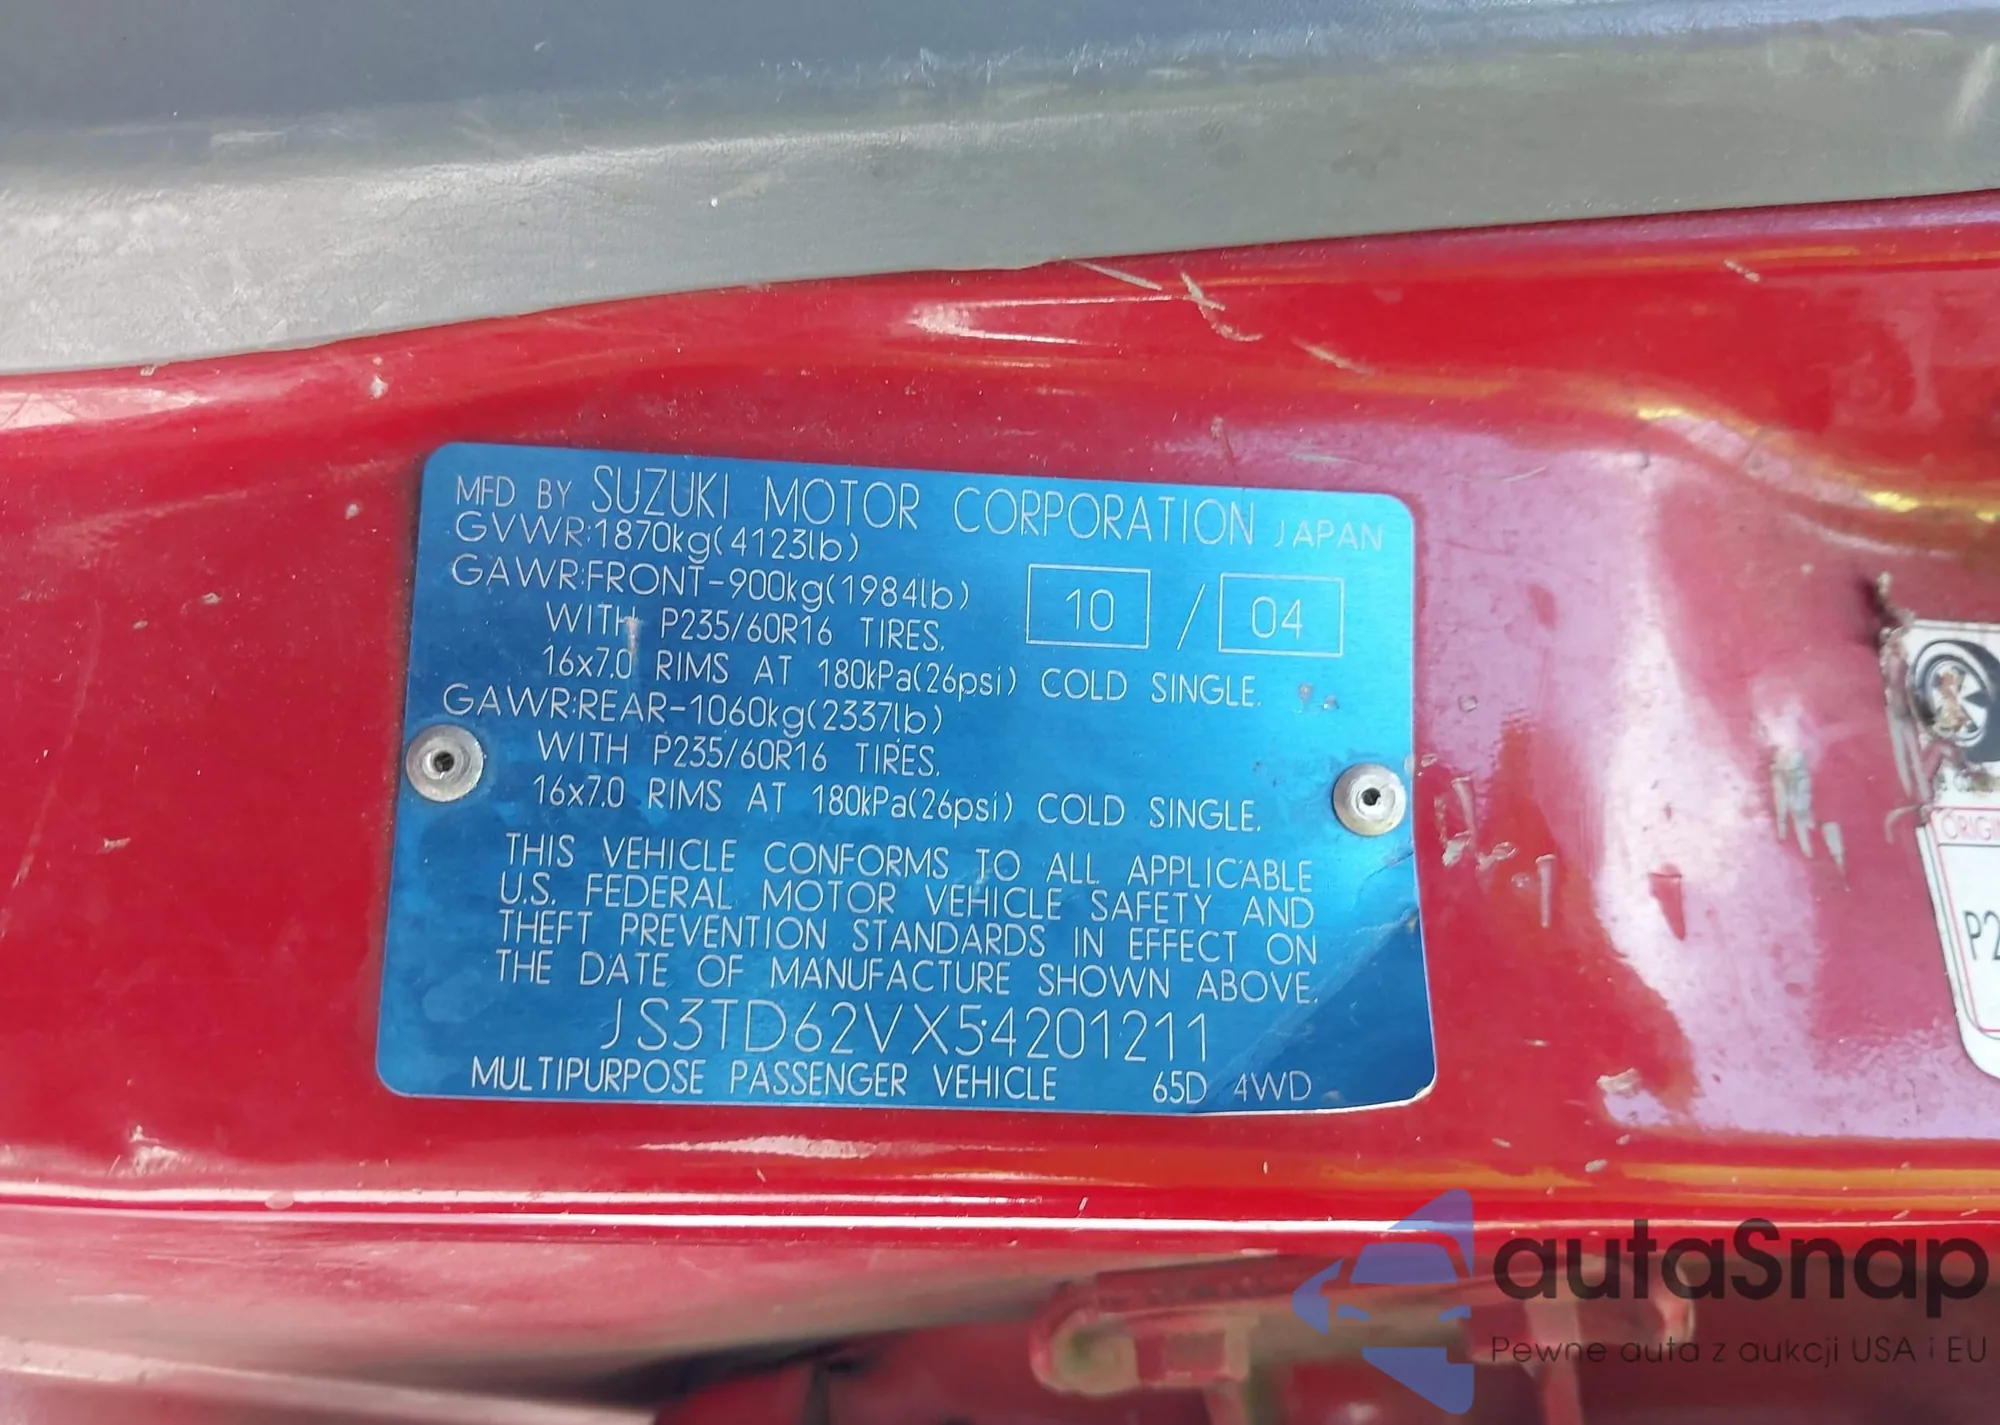 MFD BY SUZUKI MOTOR CORPORATION JAPAN
GVWR:1870kg(4123lb)
GAWR:FRONT-900kg(1984lb)
10 / 04
WITH P235/60R16 TIRES.
16x7.0 RIMS AT 180kPa(26psi) COLD SINGLE.
GAWR:REAR-1060kg(2337lb)
WITH P235/60R16 TIRES.
16x7.0 RIMS AT 180kPa(26psi) COLD SINGLE.
THIS VEHICLE CONFORMS TO ALL APPLICABLE
U.S. FEDERAL MOTOR VEHICLE SAFETY AND
THEFT PREVENTION STANDARDS IN EFFECT ON
THE DATE OF MANUFACTURE SHOWN ABOVE.
JS3TD62VX54201211
MULTIPURPOSE PASSENGER VEHICLE 65D 4WD
P2
autaSnap
Pewne auta z aukcji USA i EU